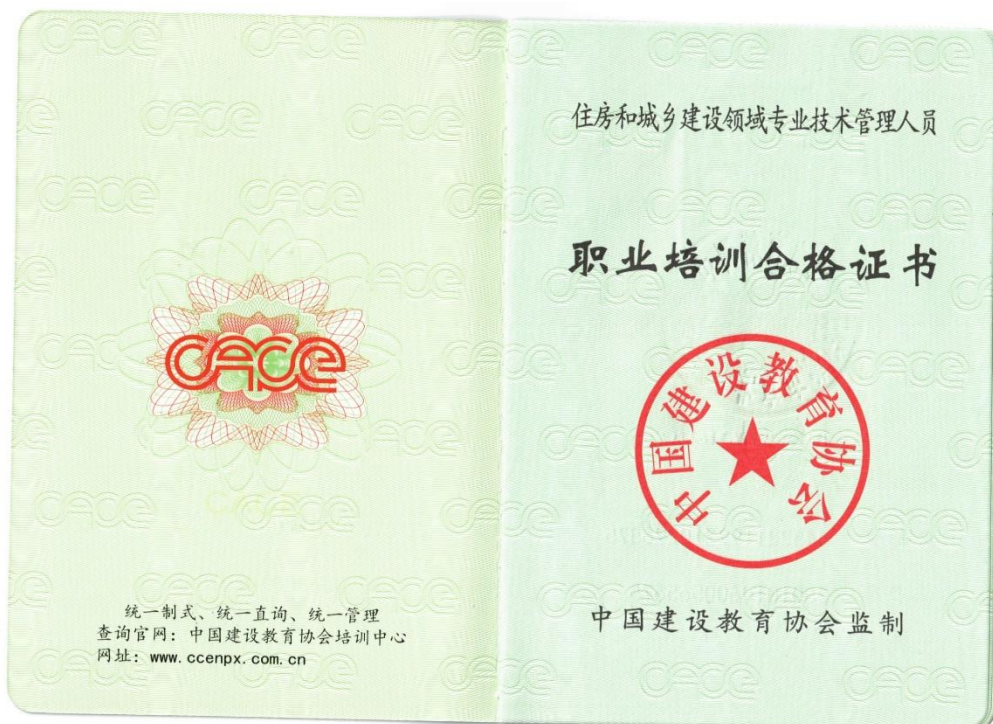 CACE
统一制式、统一直询、统一管理
查询官网：中国建设教育协会培训中心
网址：www.ccenpx.com.cn
住房和城乡建设领域专业技术管理人员
职业培训合格证书
中国建设教育协会
中国建设教育协会监制